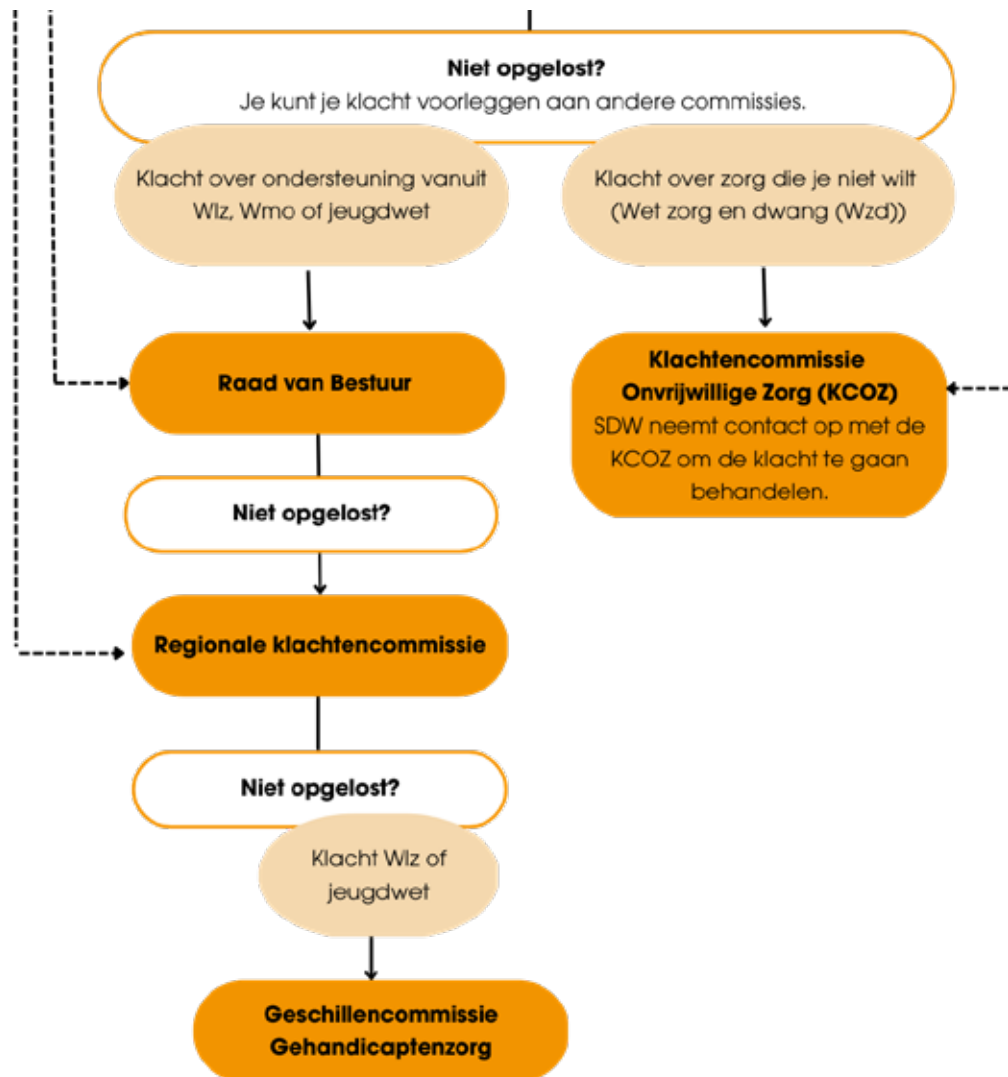 Niet opgelost?
Je kunt je klacht voorleggen aan andere commissies.
Klacht over ondersteuning vanuit
Wlz, Wmo of jeugdwet
Klacht over zorg die je niet wilt
(Wet zorg en dwang (Wzd))
Raad van Bestuur
Klachtencommissie
Onvrijwillige Zorg (KCOZ)
SDW neemt contact op met de
KCOZ om de klacht te gaan
behandelen.
Niet opgelost?
Regionale klachtencommissie
Niet opgelost?
Klacht Wlz of
jeugdwet
Geschillencommissie
Gehandicaptenzorg